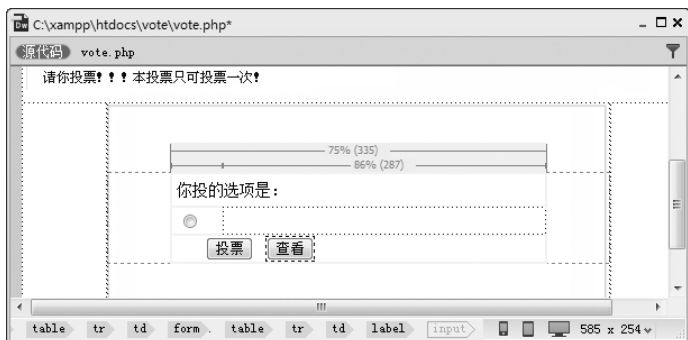 Dw C:\xampp\htdocs\vote\vote.php*
源代码 vote.php
请你投票！！！本投票只可投票一次！
75% (335)
86% (287)
你投的选项是：
投票 查看
table tr td form . table tr td label input 585 x 254